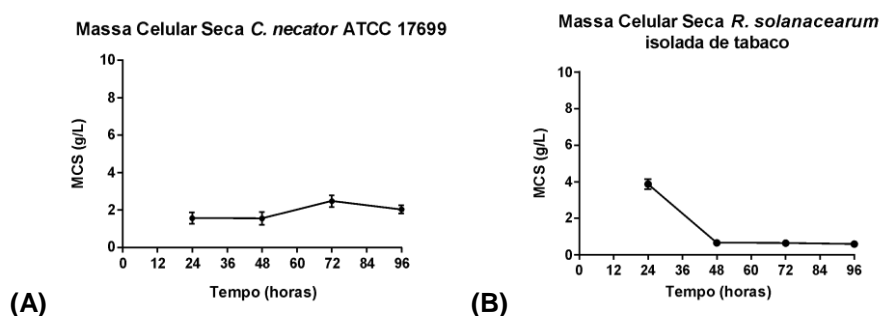 Massa Celular Seca C. necator ATCC 17699
10
8
6
4
2
0
MCS (g/L)
0 12 24 36 48 60 72 84 96
Tempo (horas)
(A)
Massa Celular Seca R. solanacearum
isolada de tabaco
10
8
6
4
2
0
MCS (g/L)
0 12 24 36 48 60 72 84 96
Tempo (horas)
(B)